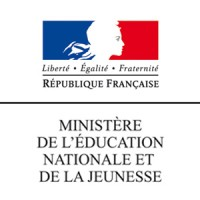 Liberté • Égalité • Fraternité
RÉPUBLIQUE FRANÇAISE
MINISTÈRE
DE L'ÉDUCATION
NATIONALE ET
DE LA JEUNESSE